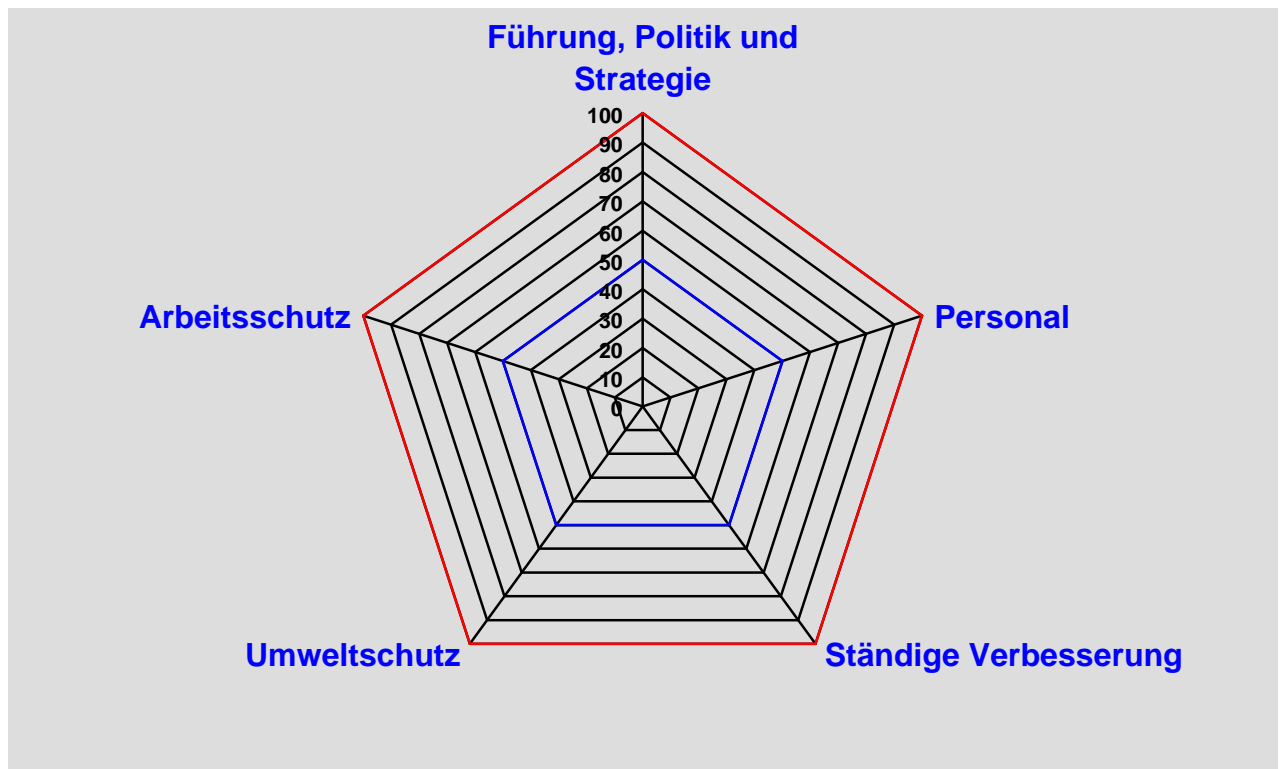 Führung, Politik und
Strategie
100
90
80
70
60
50
40
30
20
10
0
Arbeitsschutz
Personal
Umweltschutz
Ständige Verbesserung